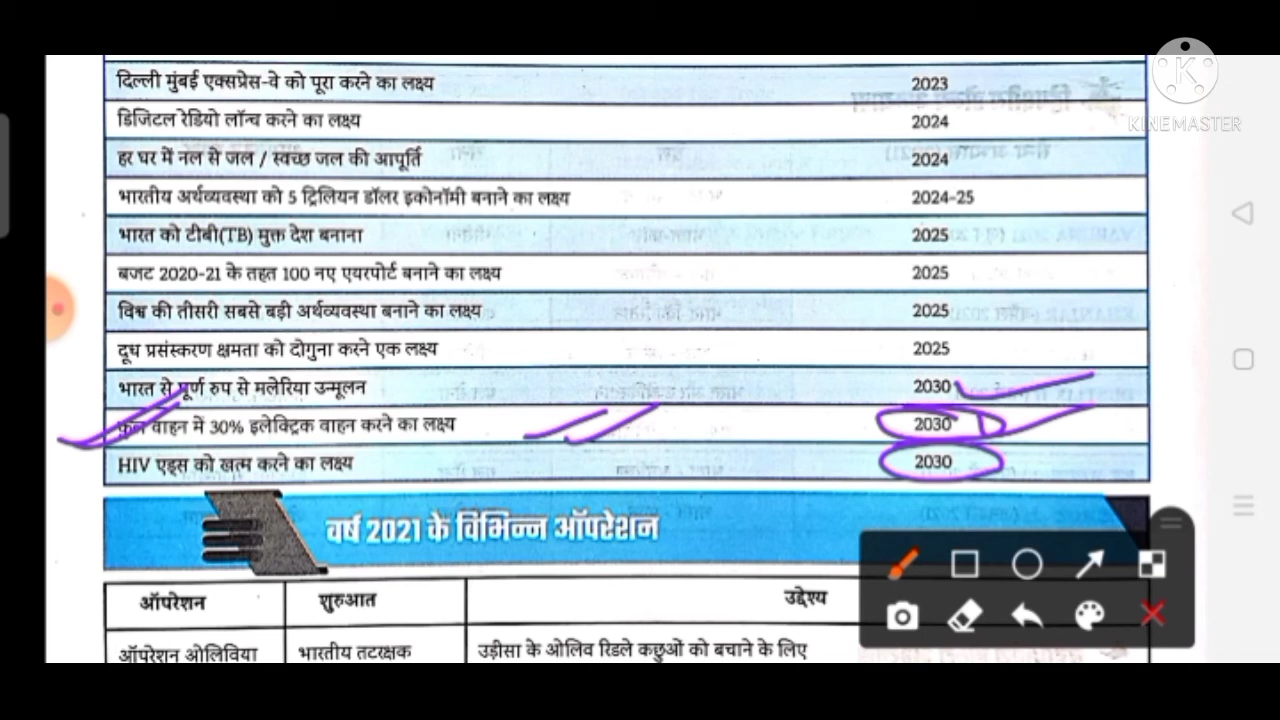 दिल्ली मुंबई एक्सप्रेस-वे को पूरा करने का लक्ष्य 2023
डिजिटल रेडियो लॉन्च करने का लक्ष्य 2024
हर घर में नल से जल / स्वच्छ जल की आपूर्ति 2024
भारतीय अर्थव्यवस्था को 5 ट्रिलियन डॉलर इकोनॉमी बनाने का लक्ष्य 2024-25
भारत को टीबी(TB) मुक्त देश बनाना 2025
बजट 2020-21 के तहत 100 नए एयरपोर्ट बनाने का लक्ष्य 2025
विश्व की तीसरी सबसे बड़ी अर्थव्यवस्था बनाने का लक्ष्य 2025
दूध प्रसंस्करण क्षमता को दोगुना करने एक लक्ष्य 2025
भारत से पूर्ण रुप से मलेरिया उन्मूलन 2030
कुल वाहन में 30% इलेक्ट्रिक वाहन करने का लक्ष्य 2030
HIV एड्स को खत्म करने का लक्ष्य 2030
वर्ष 2021 के विभिन्न ऑपरेशन
ऑपरेशन शुरुआत उद्देश्य
ऑपरेशन ओलिविया भारतीय तटरक्षक उड़ीसा के ओलिव रिडले कछुओं को बचाने के लिए
K
KINEMASTER